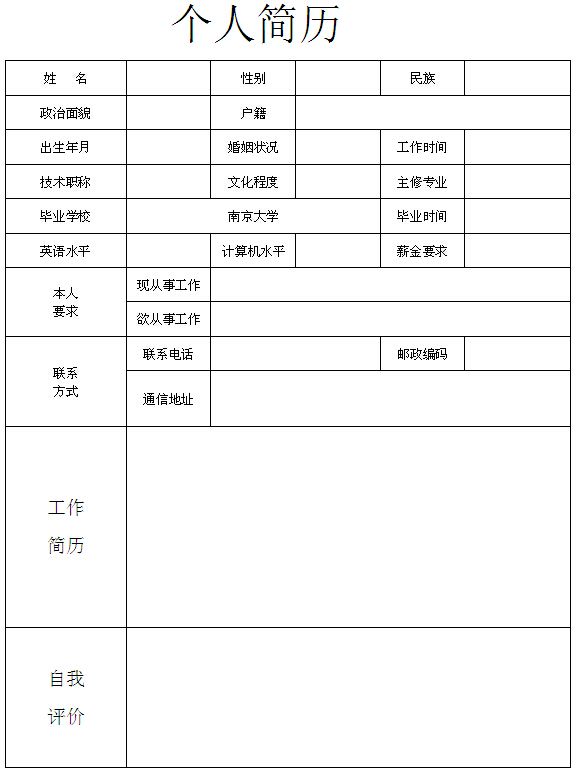 个人简历
姓 名 性别 民族
政治面貌 户籍
出生年月 婚姻状况 工作时间
技术职称 文化程度 主修专业
毕业学校 南京大学 毕业时间
英语水平 计算机水平 薪金要求
本人
要求
现从事工作
欲从事工作
联系
方式
联系电话 邮政编码
通信地址
工作
简历
自我
评价